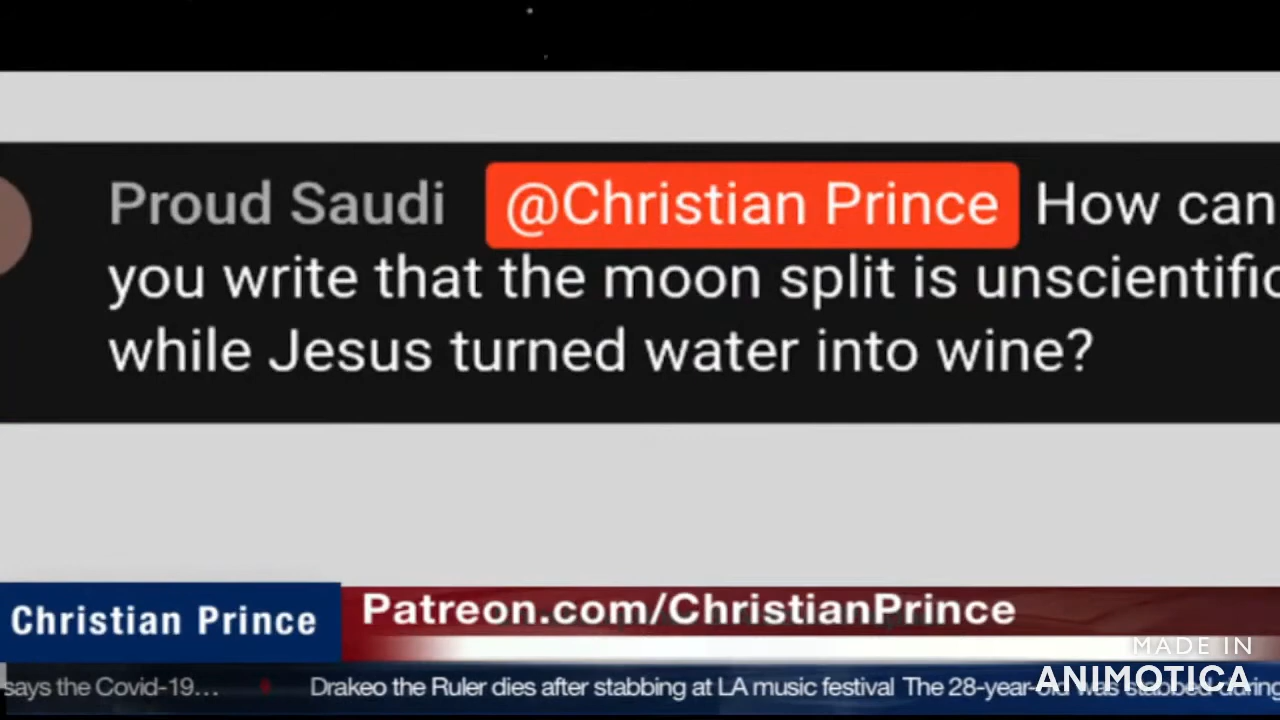 Proud Saudi @Christian Prince How can
you write that the moon split is unscientific
while Jesus turned water into wine?
Christian Prince
Patreon.com/ChristianPrince
MADE IN
ANIMOTICA
says the Covid-19... Drakeo the Ruler dies after stabbing at LA music festival The 28-year-old was stabbed during